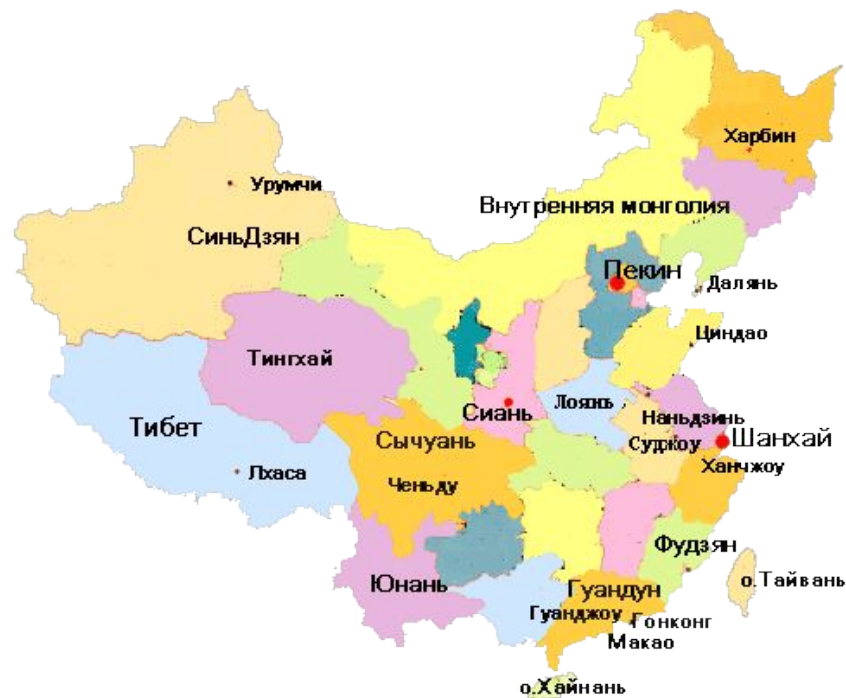 Харбин
Урумчи
Внутренняя монголия
СиньДзян
Пекин
Далянь
Циндао
Тингхай
Лоянь
Сиань
Наньдзинь
Тибет
Сычуань
Суджоу
Шанхай
Ханчжоу
Лхаса
Ченьду
Фудзян
о.Тайвань
Юнань
Гуандун
Гуанджоу
Гонконг
Макао
о.Хайнань